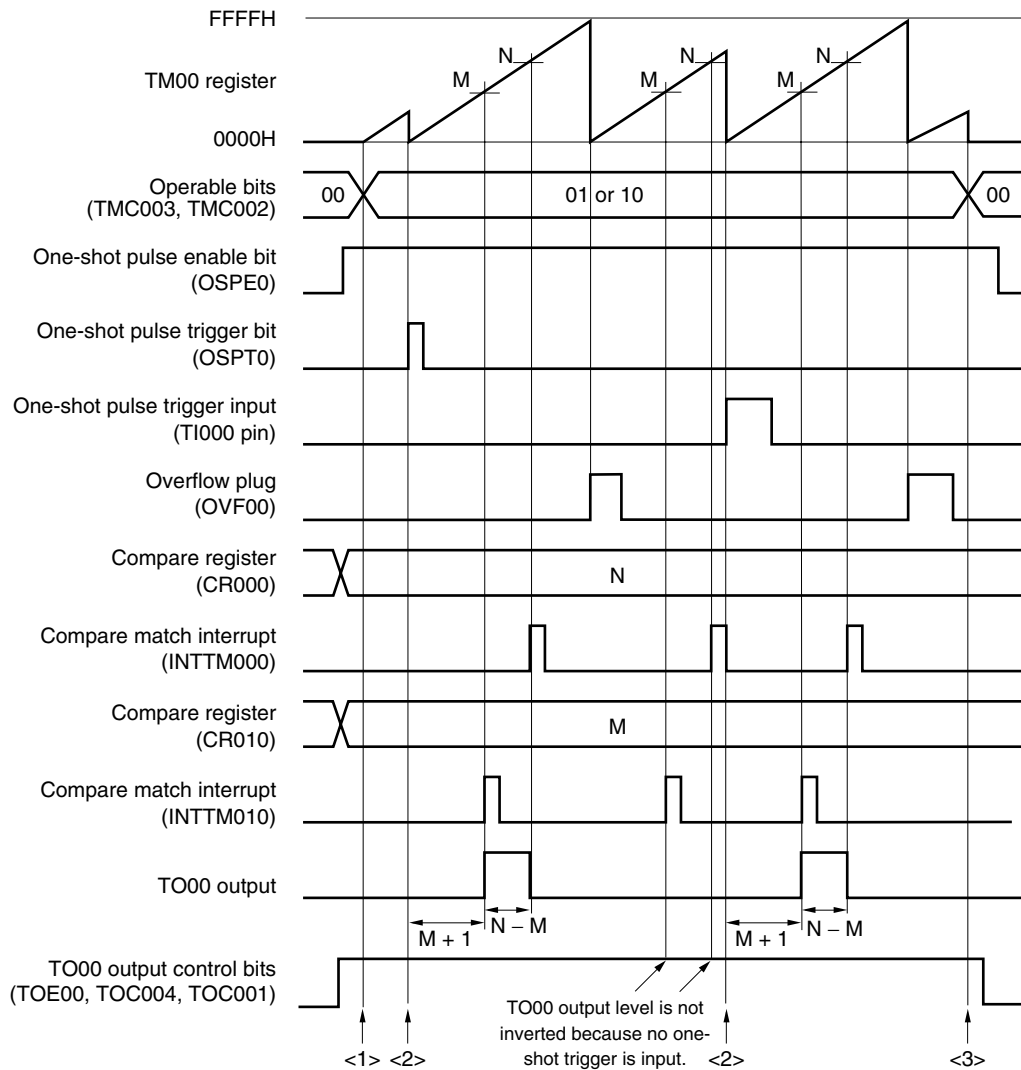 FFFFH
N
N
N
TM00 register
M
M
M
0000H
Operable bits
(TMC003, TMC002)
00
01 or 10
00
One-shot pulse enable bit
(OSPE0)
One-shot pulse trigger bit
(OSPT0)
One-shot pulse trigger input
(TI000 pin)
Overflow plug
(OVF00)
Compare register
(CR000)
N
Compare match interrupt
(INTTM000)
Compare register
(CR010)
M
Compare match interrupt
(INTTM010)
TO00 output
M + 1
N − M
M + 1
N − M
TO00 output control bits
(TOE00, TOC004, TOC001)
TO00 output level is not
inverted because no one-
shot trigger is input.
<1>
<2>
<2>
<3>